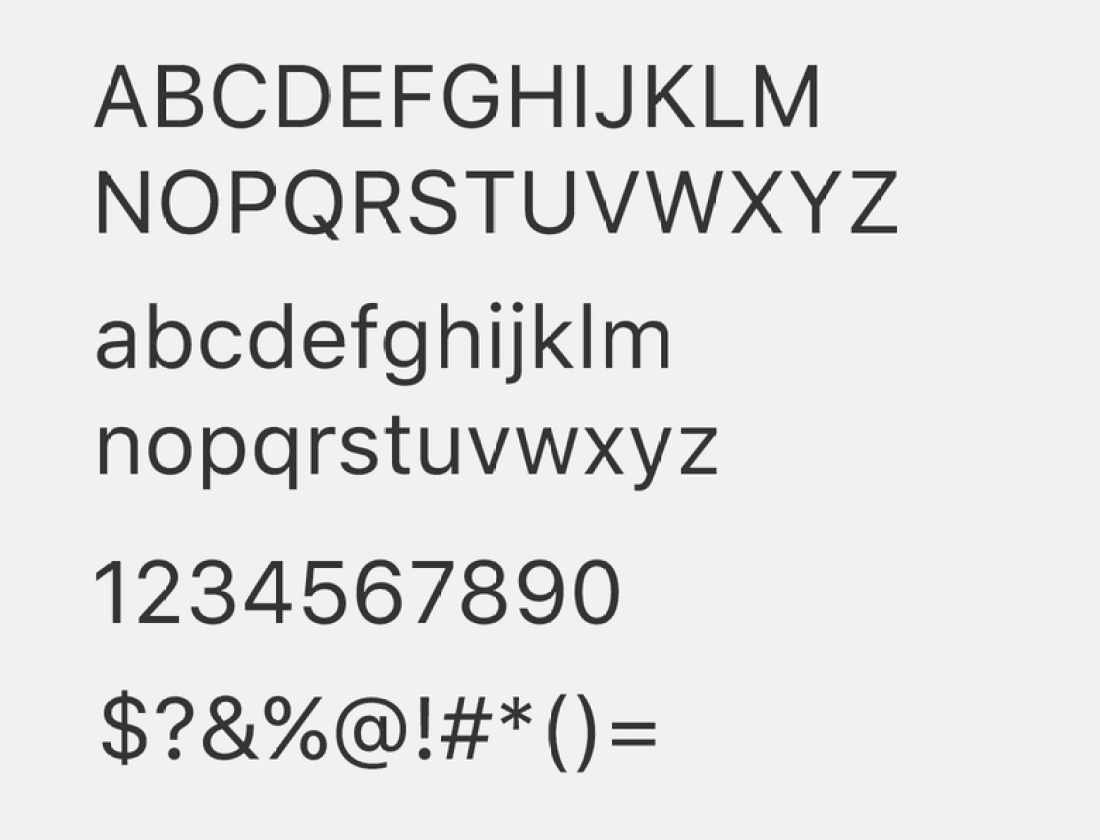 ABCDEFGHIJKLM
NOPQRSTUVWXYZ
abcdefghijklm
nopqrstuvwxyz
1234567890
$?&%@!#*()=